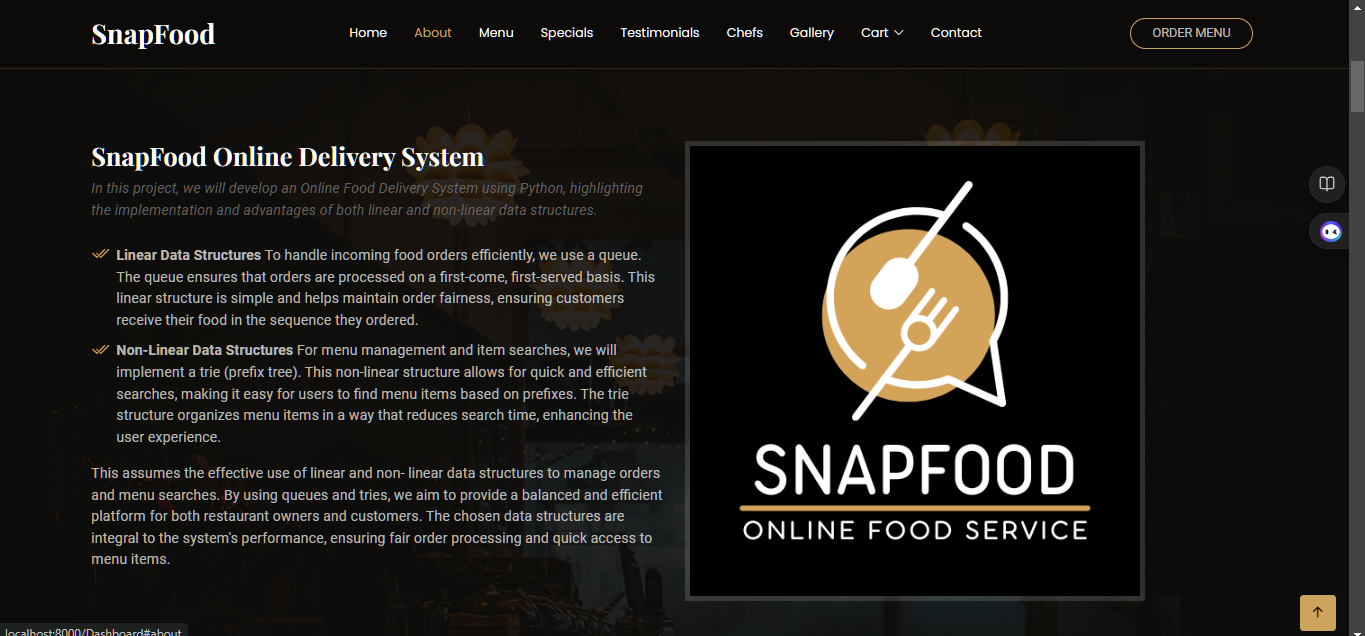 SnapFood
Home About Menu Specials Testimonials Chefs Gallery Cart Contact
ORDER MENU
SnapFood Online Delivery System
In this project, we will develop an Online Food Delivery System using Python, highlighting
the implementation and advantages of both linear and non-linear data structures.
Linear Data Structures To handle incoming food orders efficiently, we use a queue.
The queue ensures that orders are processed on a first-come, first-served basis. This
linear structure is simple and helps maintain order fairness, ensuring customers
receive their food in the sequence they ordered.
Non-Linear Data Structures For menu management and item searches, we will
implement a trie (prefix tree). This non-linear structure allows for quick and efficient
searches, making it easy for users to find menu items based on prefixes. The trie
structure organizes menu items in a way that reduces search time, enhancing the
user experience.
This assumes the effective use of linear and non- linear data structures to manage orders
and menu searches. By using queues and tries, we aim to provide a balanced and efficient
platform for both restaurant owners and customers. The chosen data structures are
integral to the system's performance, ensuring fair order processing and quick access to
menu items.
SNAPFOOD
ONLINE FOOD SERVICE
localhost:8000/Dashboard#about